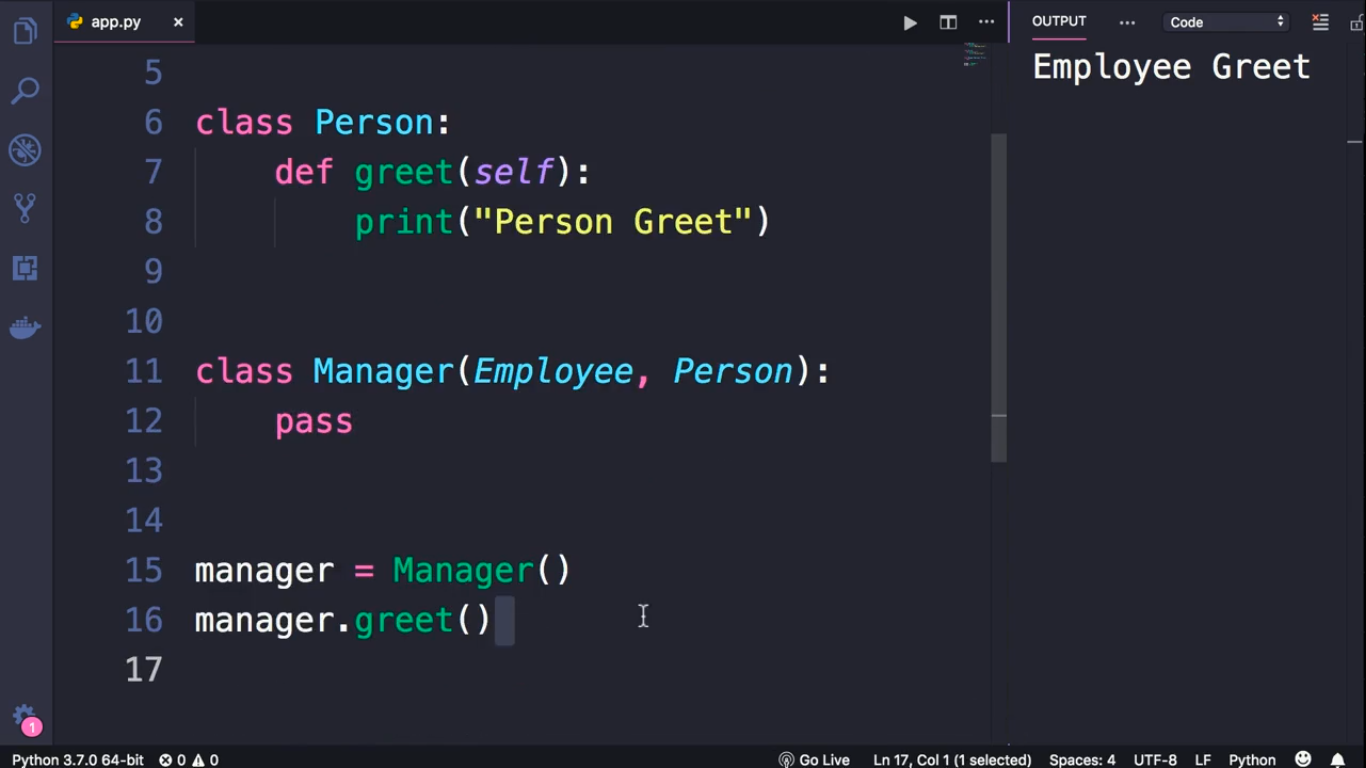 app.py ×
OUTPUT ... Code
Employee Greet
5
6 class Person:
7     def greet(self):
8         print("Person Greet")
9
10
11 class Manager(Employee, Person):
12     pass
13
14
15 manager = Manager()
16 manager.greet()
17
1
Python 3.7.0 64-bit 0 0 Go Live Ln 17, Col 1 (1 selected) Spaces: 4 UTF-8 LF Python